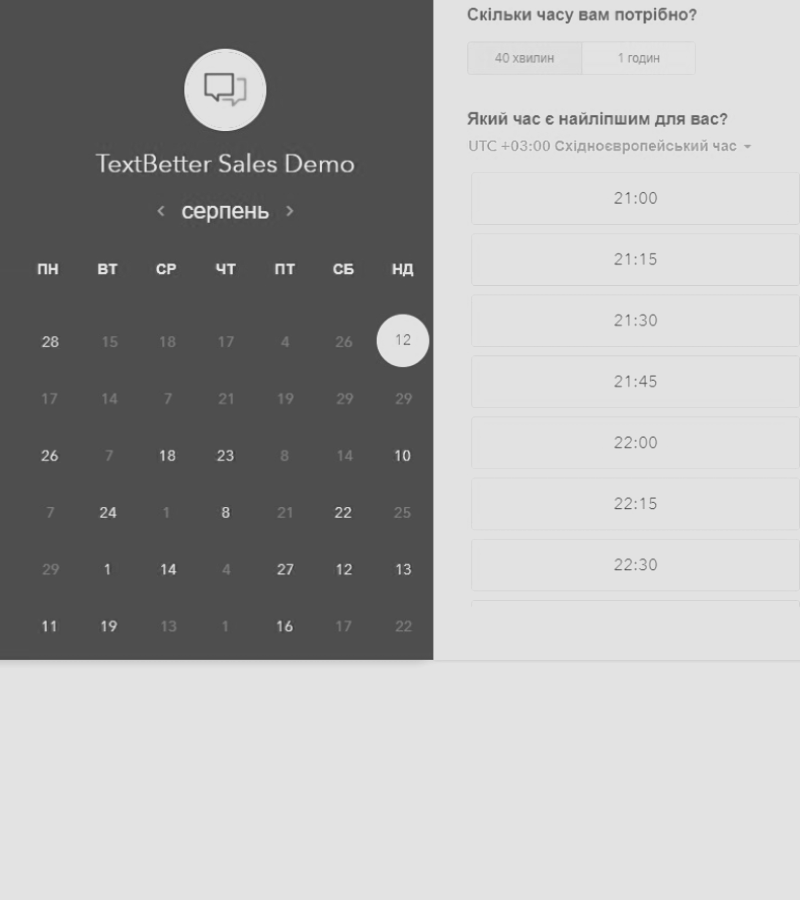 TextBetter Sales Demo
‹ серпень ›
ПН ВТ СР ЧТ ПТ СБ НД
28 15 18 17 4 26 12
17 14 7 21 19 29 29
26 7 18 23 8 14 10
7 24 1 8 21 22 25
29 1 14 4 27 12 13
11 19 13 1 16 17 22
Скільки часу вам потрібно?
40 хвилин 1 годин
Який час є найліпшим для вас?
UTC +03:00 Східноєвропейський час
21:00
21:15
21:30
21:45
22:00
22:15
22:30